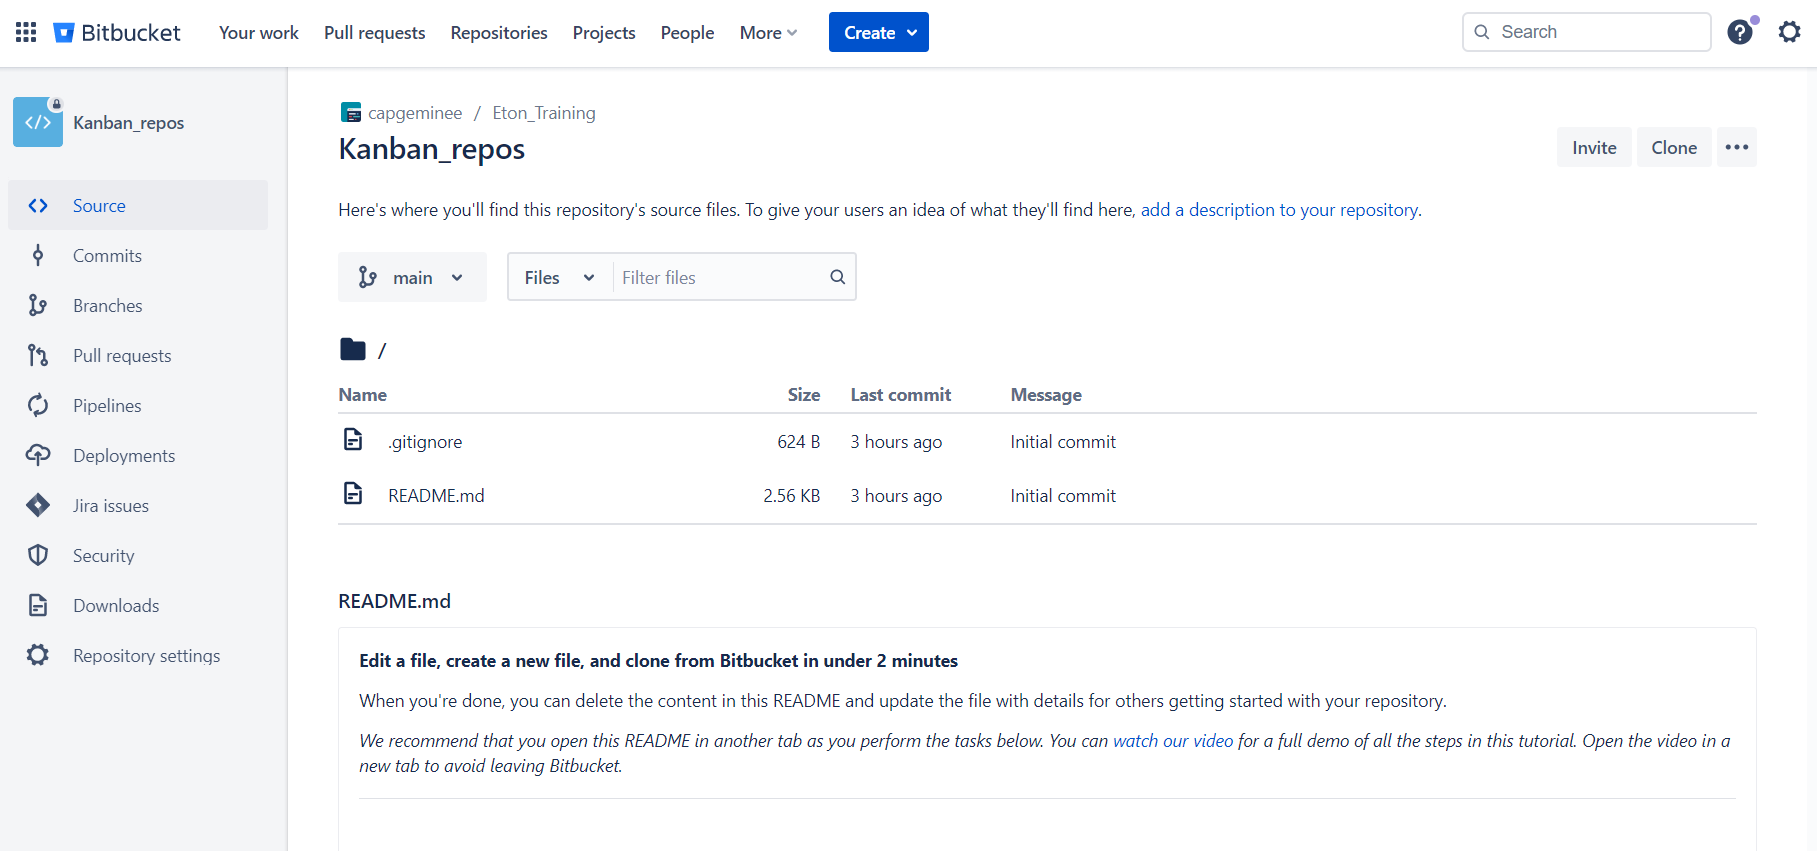 Bitbucket Your work Pull requests Repositories Projects People More Create Search
Kanban_repos
Source
Commits
Branches
Pull requests
Pipelines
Deployments
Jira issues
Security
Downloads
Repository settings
capgeminee / Eton_Training
Kanban_repos
Invite Clone
Here's where you'll find this repository's source files. To give your users an idea of what they'll find here, add a description to your repository.
main Files Filter files
/
Name Size Last commit Message
.gitignore 624 B 3 hours ago Initial commit
README.md 2.56 KB 3 hours ago Initial commit
README.md
Edit a file, create a new file, and clone from Bitbucket in under 2 minutes
When you're done, you can delete the content in this README and update the file with details for others getting started with your repository.
We recommend that you open this README in another tab as you perform the tasks below. You can watch our video for a full demo of all the steps in this tutorial. Open the video in a
new tab to avoid leaving Bitbucket.